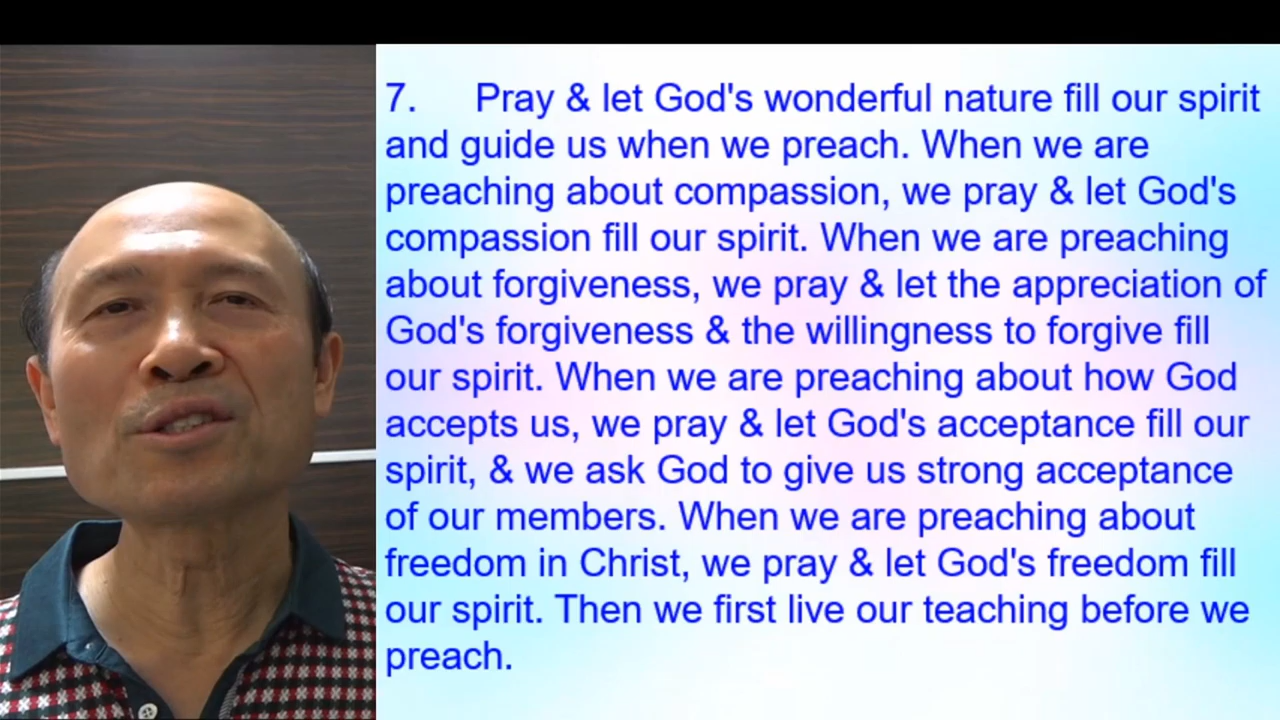 7. Pray & let God's wonderful nature fill our spirit
and guide us when we preach. When we are
preaching about compassion, we pray & let God's
compassion fill our spirit. When we are preaching
about forgiveness, we pray & let the appreciation of
God's forgiveness & the willingness to forgive fill
our spirit. When we are preaching about how God
accepts us, we pray & let God's acceptance fill our
spirit, & we ask God to give us strong acceptance
of our members. When we are preaching about
freedom in Christ, we pray & let God's freedom fill
our spirit. Then we first live our teaching before we
preach.